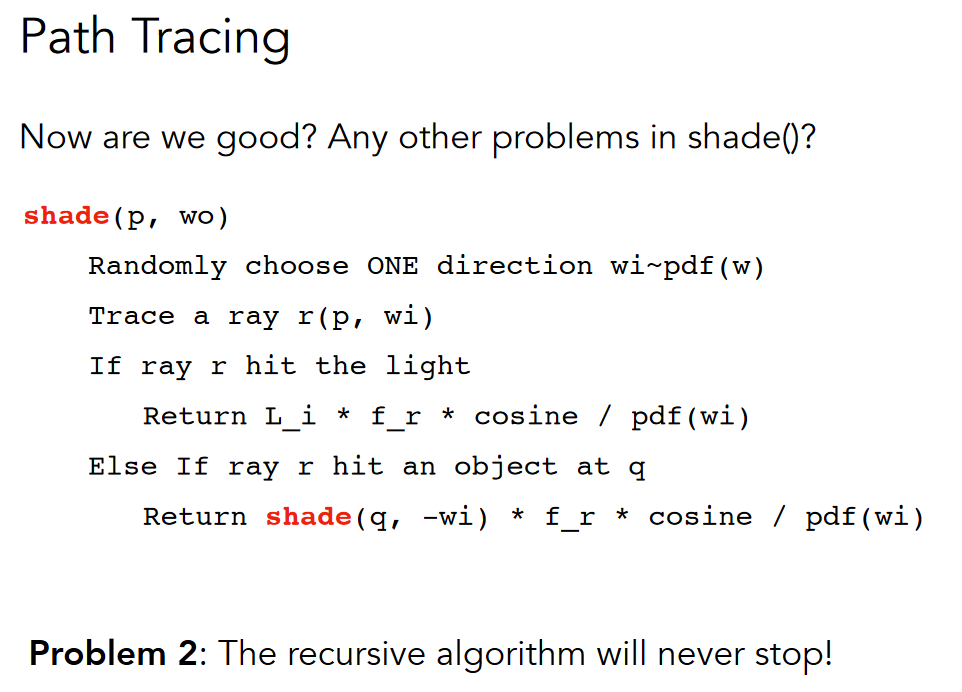 Path Tracing
Now are we good? Any other problems in shade()?
shade(p, wo)
Randomly choose ONE direction wi~pdf(w)
Trace a ray r(p, wi)
If ray r hit the light
Return L_i * f_r * cosine / pdf(wi)
Else If ray r hit an object at q
Return shade(q, -wi) * f_r * cosine / pdf(wi)
Problem 2: The recursive algorithm will never stop!